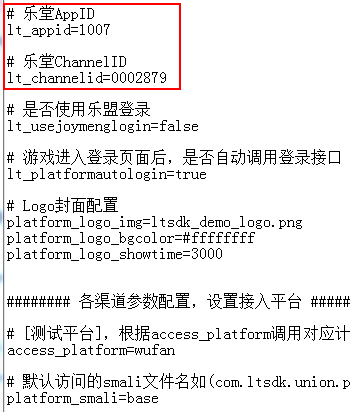 # 乐堂AppID
lt_appid=1007
# 乐堂ChannelID
lt_channelid=0002879
# 是否使用乐盟登录
lt_usejoymenglogin=false
# 游戏进入登录页面后，是否自动调用登录接口
lt_platformautologin=true
# Logo封面配置
platform_logo_img=ltsdk_demo_logo.png
platform_logo_bgcolor=#ffffffff
platform_logo_showtime=3000
######## 各渠道参数配置，设置接入平台 #####
# [测试平台]，根据access_platform调用对应计
access_platform=wufan
# 默认访问的smali文件名如(com.ltsdk.union.p
platform_smali=base